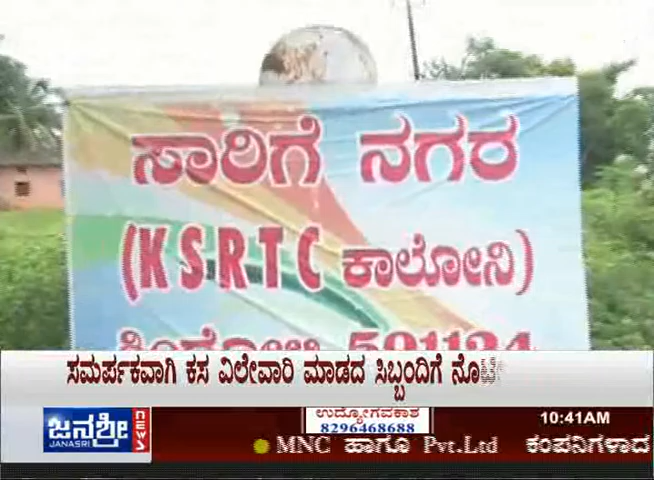 ಸಾರಿಗೆ ನಗರ
(KSRTC ಕಾಲೋನಿ)
591124
ಸಮರ್ಪಕವಾಗಿ ಕಸ ವಿಲೇವಾರಿ ಮಾಡದ ಸಿಬ್ಬಂದಿಗೆ
ಜನಶ್ರೀ NEWS
JANASRI
ಉದ್ಯೋಗವಕಾಶ
8296468688
10:41AM
MNC ಹಾಗೂ Pvt.Ltd ಕಂಪನಿಗಳಾದ